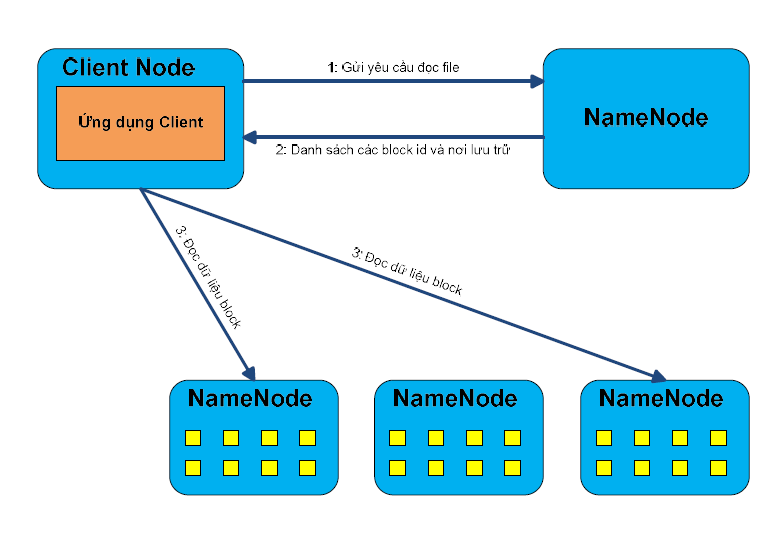 Client Node
Ứng dụng Client
1: Gửi yêu cầu đọc file
NameNode
2: Danh sách các block id và nơi lưu trữ
3: Đọc dữ liệu block
3: Đọc dữ liệu block
NameNode
NameNode
NameNode